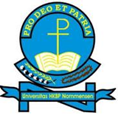 PRO DEO ET PATRIA
Universitas HKBP Nommensen